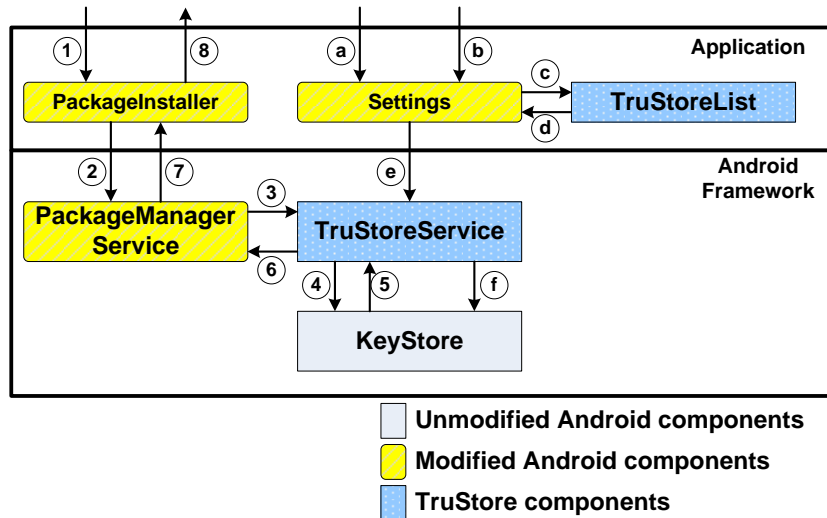 1
8
a
b
Application
c
PackageInstaller
Settings
TruStoreList
d
2
7
e
Android
Framework
3
PackageManager
Service
TruStoreService
6
4
5
f
KeyStore
Unmodified Android components
Modified Android components
TruStore components